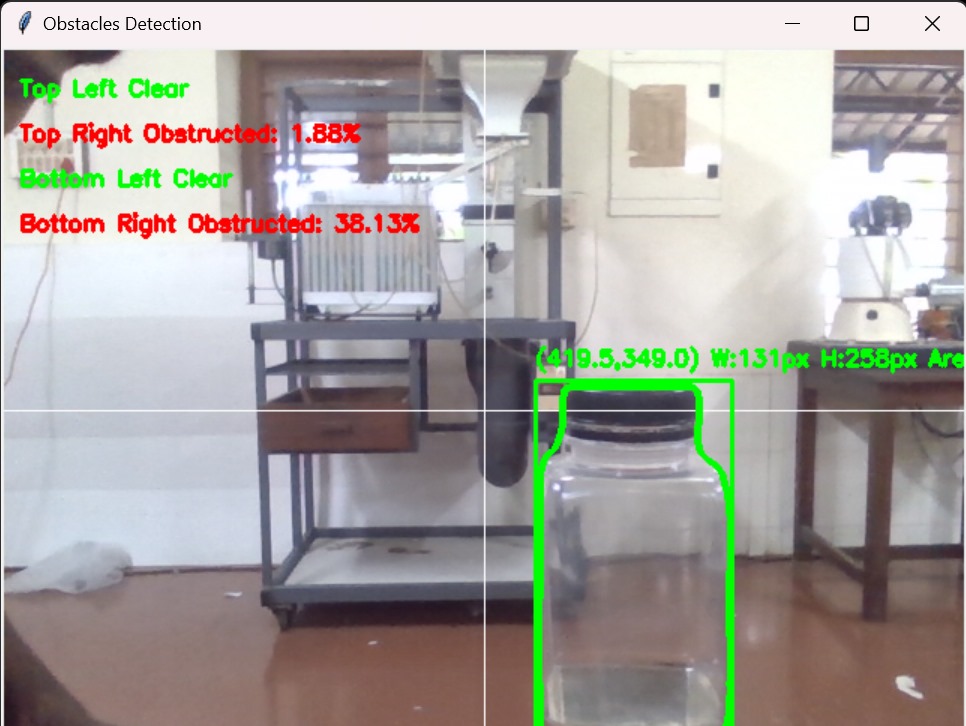 Obstacles Detection
Top Left Clear
Top Right Obstructed: 1.88%
Bottom Left Clear
Bottom Right Obstructed: 38.13%
(419.5,349.0) W:131px H:258px Are